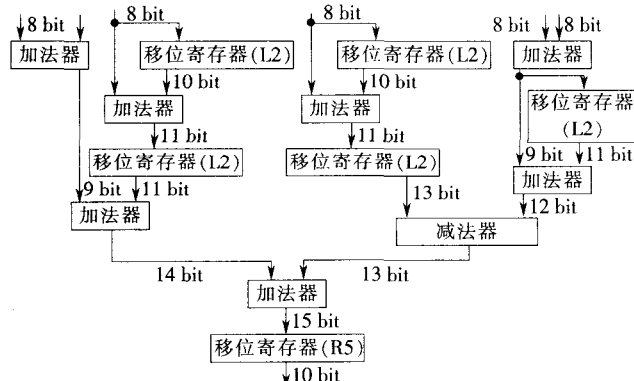 8 bit
8 bit
8 bit
8 bit
8 bit
加法器
移位寄存器(L2)
移位寄存器(L2)
加法器
10 bit
10 bit
加法器
加法器
移位寄存器
(L2)
11 bit
11 bit
9 bit
11 bit
移位寄存器(L2)
移位寄存器(L2)
加法器
9 bit
11 bit
13 bit
12 bit
加法器
减法器
14 bit
13 bit
加法器
15 bit
移位寄存器(R5)
10 bit